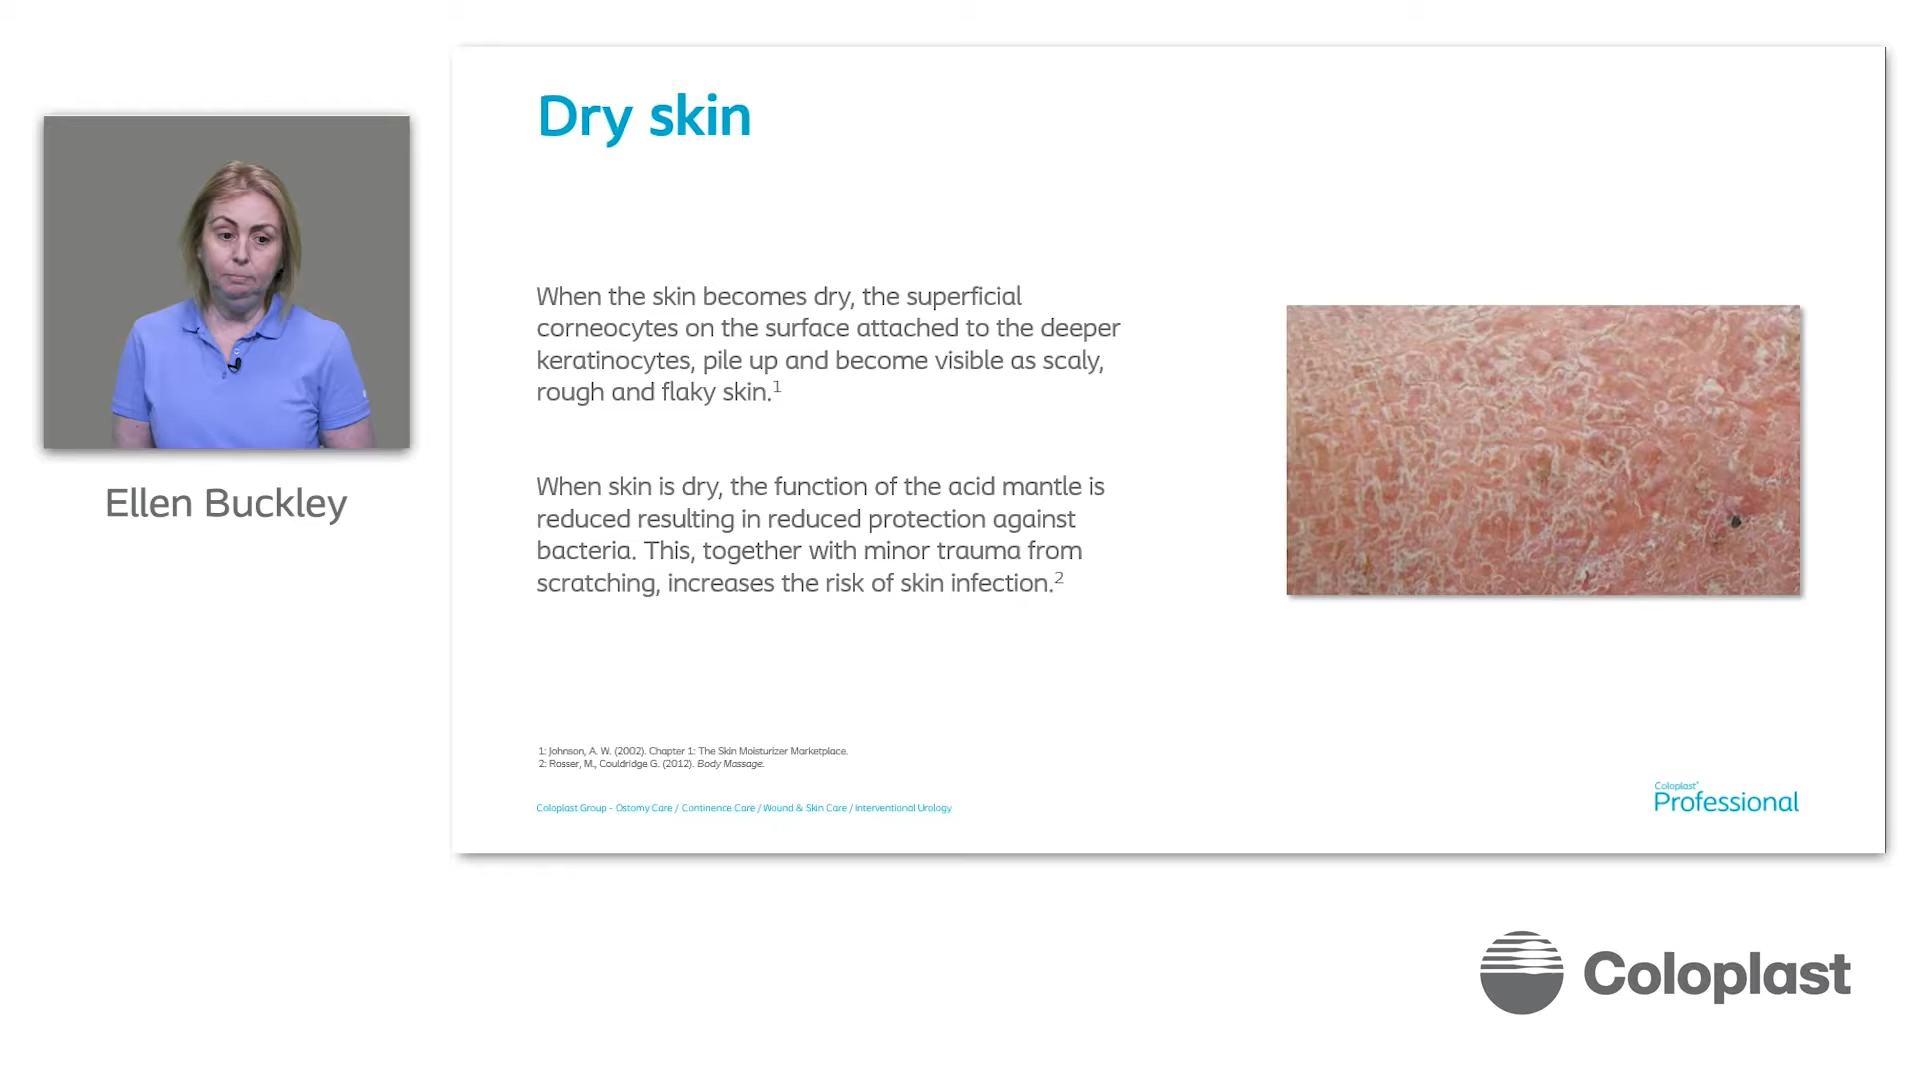 Dry skin
When the skin becomes dry, the superficial
corneocytes on the surface attached to the deeper
keratinocytes, pile up and become visible as scaly,
rough and flaky skin.¹
When skin is dry, the function of the acid mantle is
reduced resulting in reduced protection against
bacteria. This, together with minor trauma from
scratching, increases the risk of skin infection.²
1: Johnson, A. W. (2002). Chapter 1: The Skin Moisturizer Marketplace.
2: Rosser, M., Couldridge G. (2012). Body Massage.
Coloplast Group - Ostomy Care / Continence Care / Wound & Skin Care / Interventional Urology
Coloplast®
Professional
Ellen Buckley
Coloplast